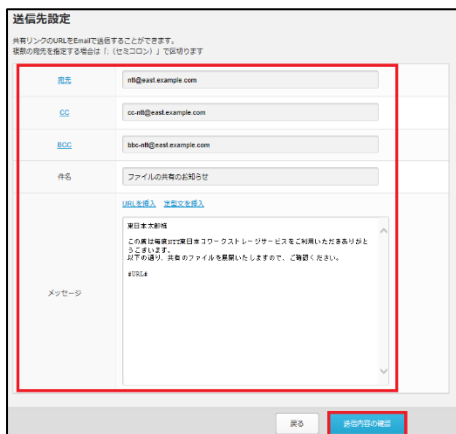 送信先設定
共有リンクのURLをEmailで送信することができます。
複数の宛先を指定する場合は「;（セミコロン）」で区切ります
宛先
ntt@east.example.com
CC
cc-ntt@east.example.com
BCC
bbc-ntt@east.example.com
件名
ファイルの共有のお知らせ
URLを挿入 定型文を挿入
メッセージ
東日本太郎様
この度は毎度NTT東日本コワークストレージサービスをご利用いただきありがと
うございます。
以下の通り、共有のファイルを展開いたしますので、ご確認ください。
#URL#
戻る 送信内容の確認